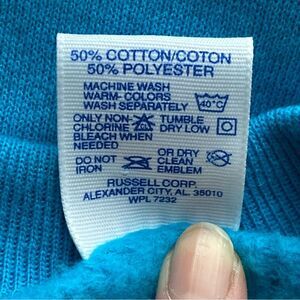 50% COTTON/COTON
50% POLYESTER
MACHINE WASH
WARM- COLORS
WASH SEPARATELY 40°C
ONLY NON- TUMBLE
CHLORINE DRY LOW
BLEACH WHEN
NEEDED
DO NOT OR DRY
IRON CLEAN
EMBLEM
RUSSELL CORP.
ALEXANDER CITY, AL. 35010
WPL 7232